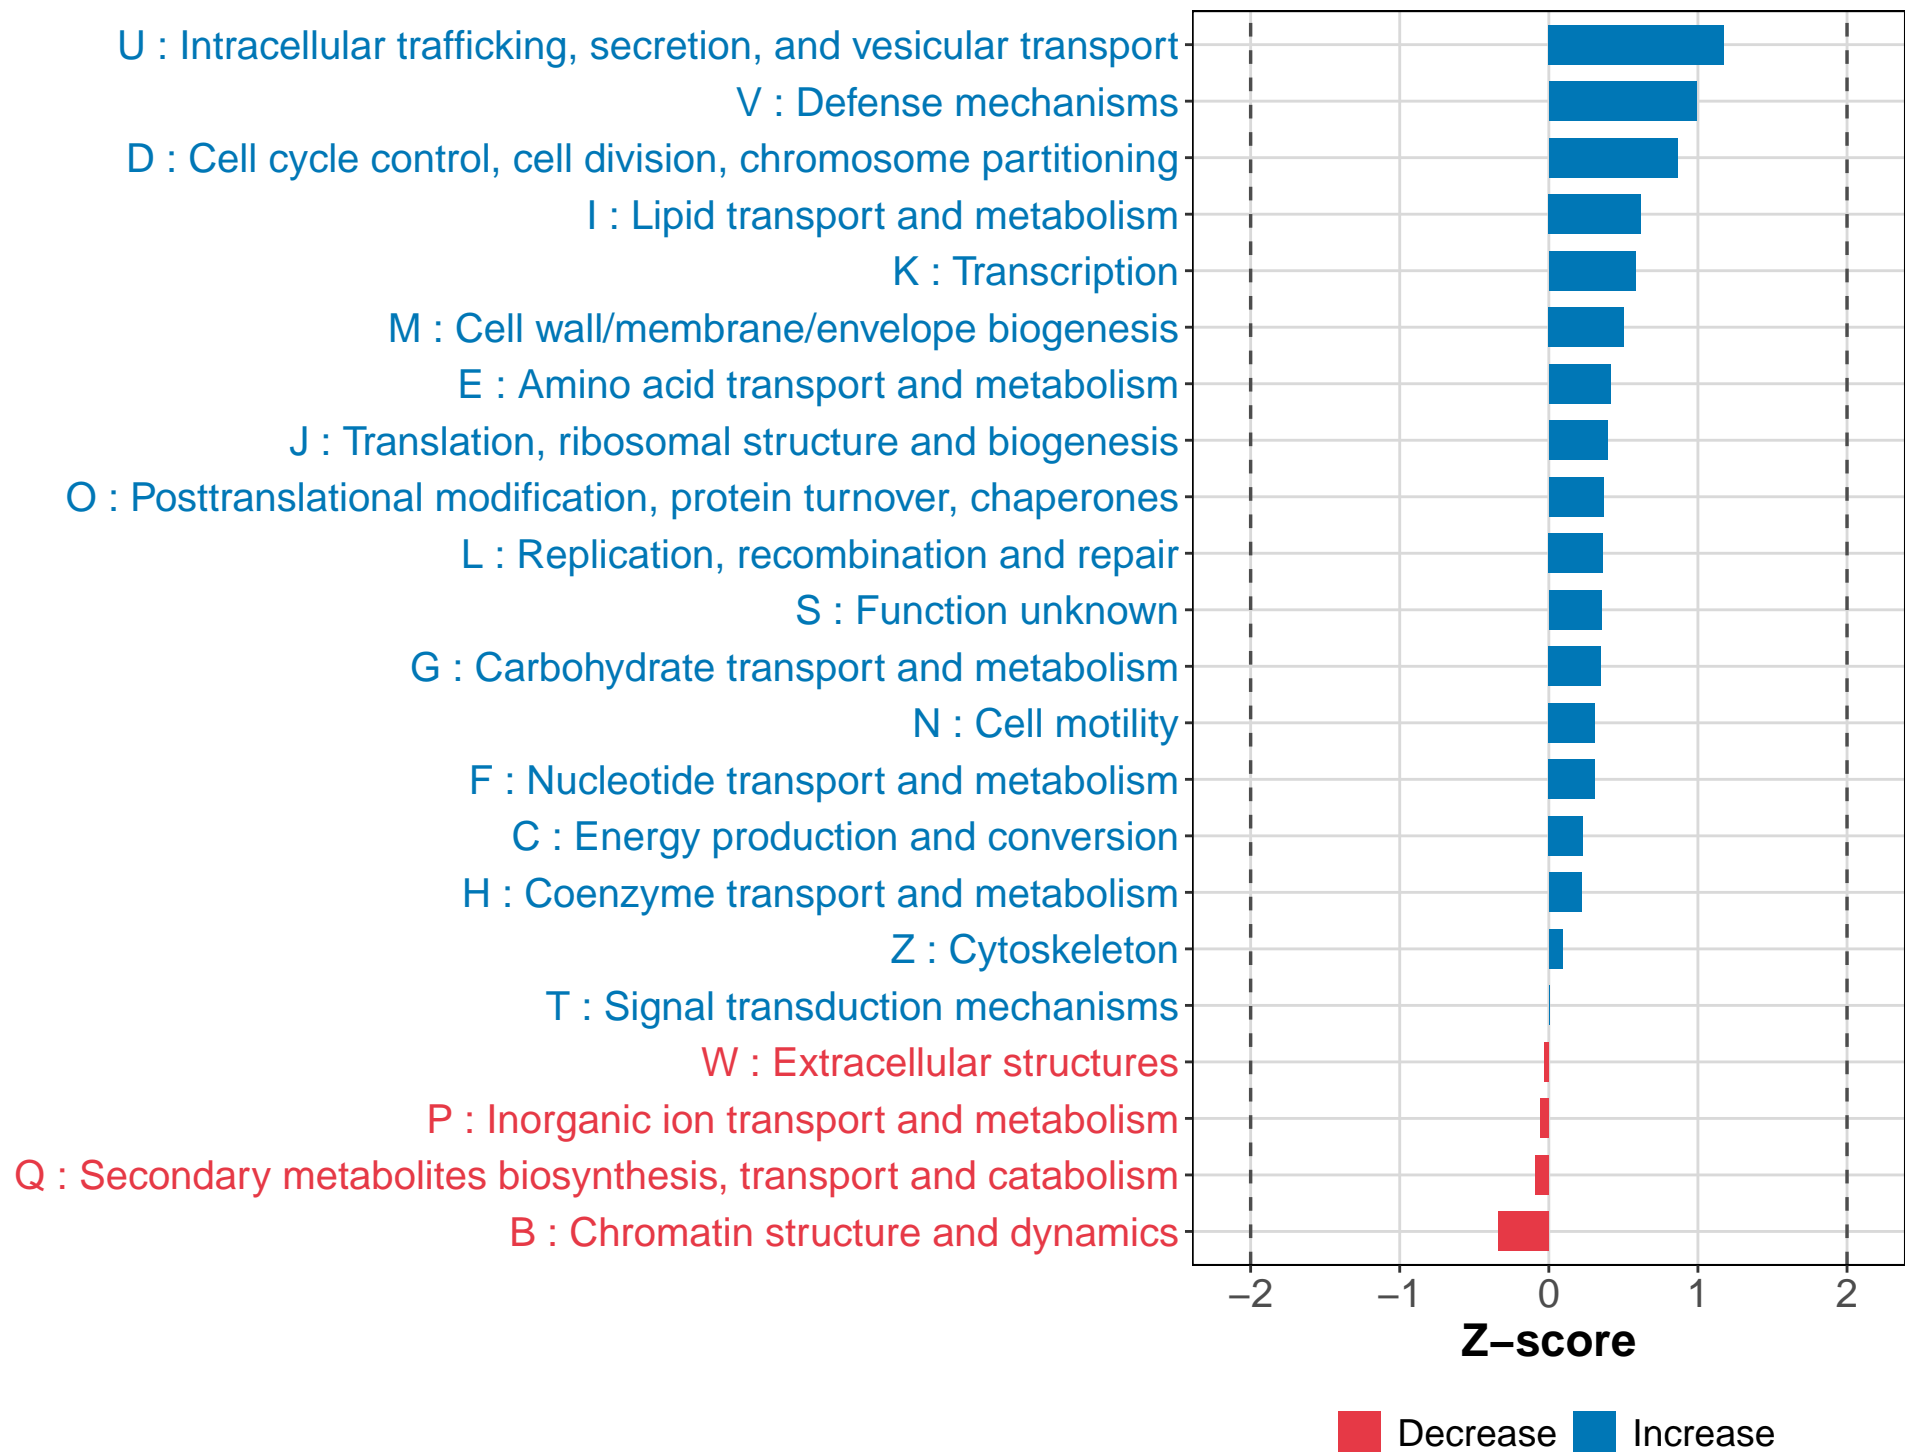 U : Intracellular trafficking, secretion, and vesicular transport
V : Defense mechanisms
D : Cell cycle control, cell division, chromosome partitioning
I : Lipid transport and metabolism
K : Transcription
M : Cell wall/membrane/envelope biogenesis
E : Amino acid transport and metabolism
J : Translation, ribosomal structure and biogenesis
O : Posttranslational modification, protein turnover, chaperones
L : Replication, recombination and repair
S : Function unknown
G : Carbohydrate transport and metabolism
N : Cell motility
F : Nucleotide transport and metabolism
C : Energy production and conversion
H : Coenzyme transport and metabolism
Z : Cytoskeleton
T : Signal transduction mechanisms
W : Extracellular structures
P : Inorganic ion transport and metabolism
Q : Secondary metabolites biosynthesis, transport and catabolism
B : Chromatin structure and dynamics
−2 −1 0 1 2
Z−score
Decrease Increase